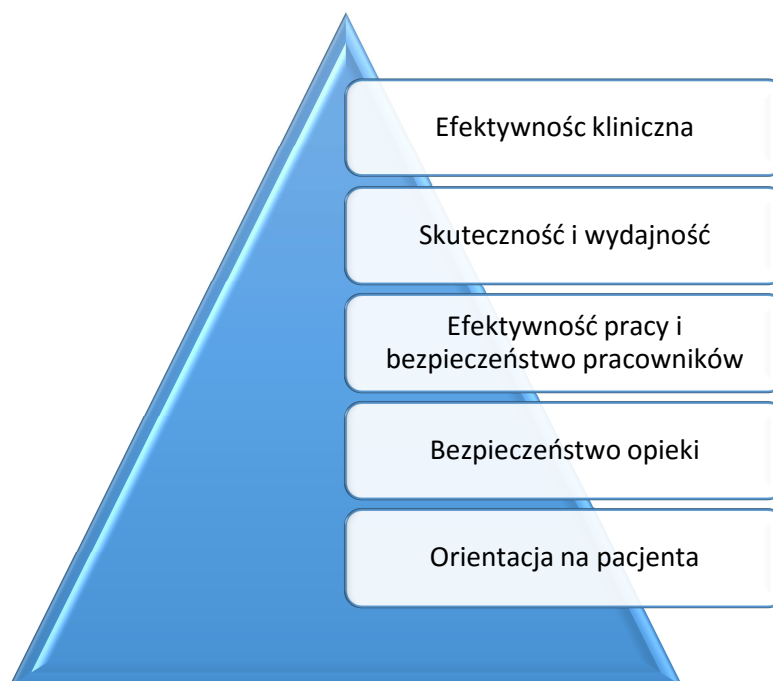 Efektywnośc kliniczna
Skuteczność i wydajność
Efektywność pracy i
bezpieczeństwo pracowników
Bezpieczeństwo opieki
Orientacja na pacjenta